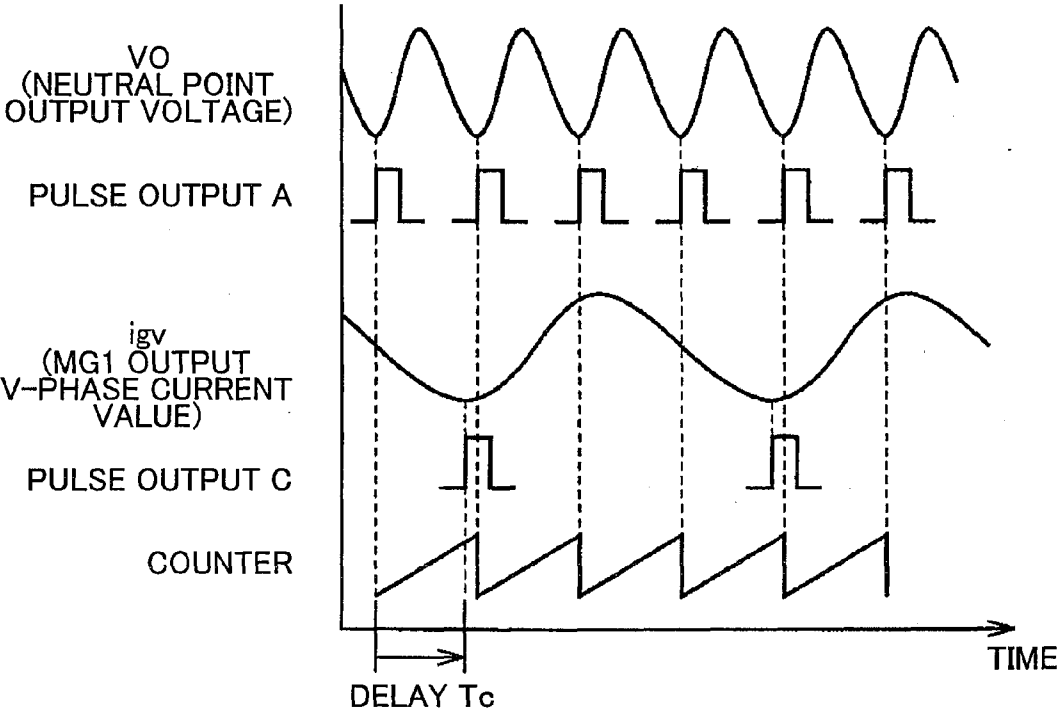 VO
(NEUTRAL POINT
OUTPUT VOLTAGE)
PULSE OUTPUT A
igv
(MG1 OUTPUT
V-PHASE CURRENT
VALUE)
PULSE OUTPUT C
COUNTER
TIME
DELAY Tc